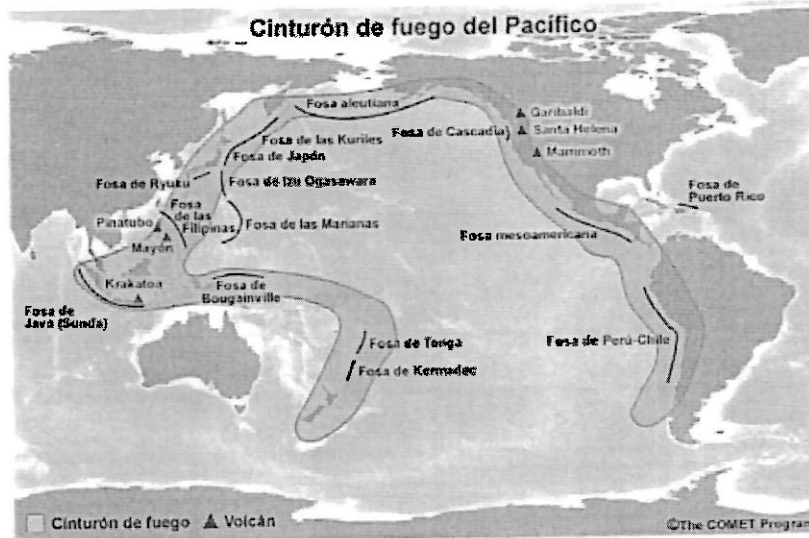 Cinturón de fuego del Pacífico
Fosa aleutiana
Garibaldi
Fosa de las Kuriles
Fosa de Cascadia
Santa Helena
Fosa de Japón
Mammoth
Fosa de Ryuku
Fosa de Izu Ogasawara
Fosa de
Puerto Rico
Fosa
de las
Filipinas
Pinatubo
Fosa de las Marianas
Mayón
Fosa mesoamericana
Krakatoa
Fosa de
Bougainville
Fosa de
Java (Sunda)
Fosa de Tonga
Fosa de Perú-Chile
Fosa de Kermadec
Cinturón de fuego
Volcán
©The COMET Program